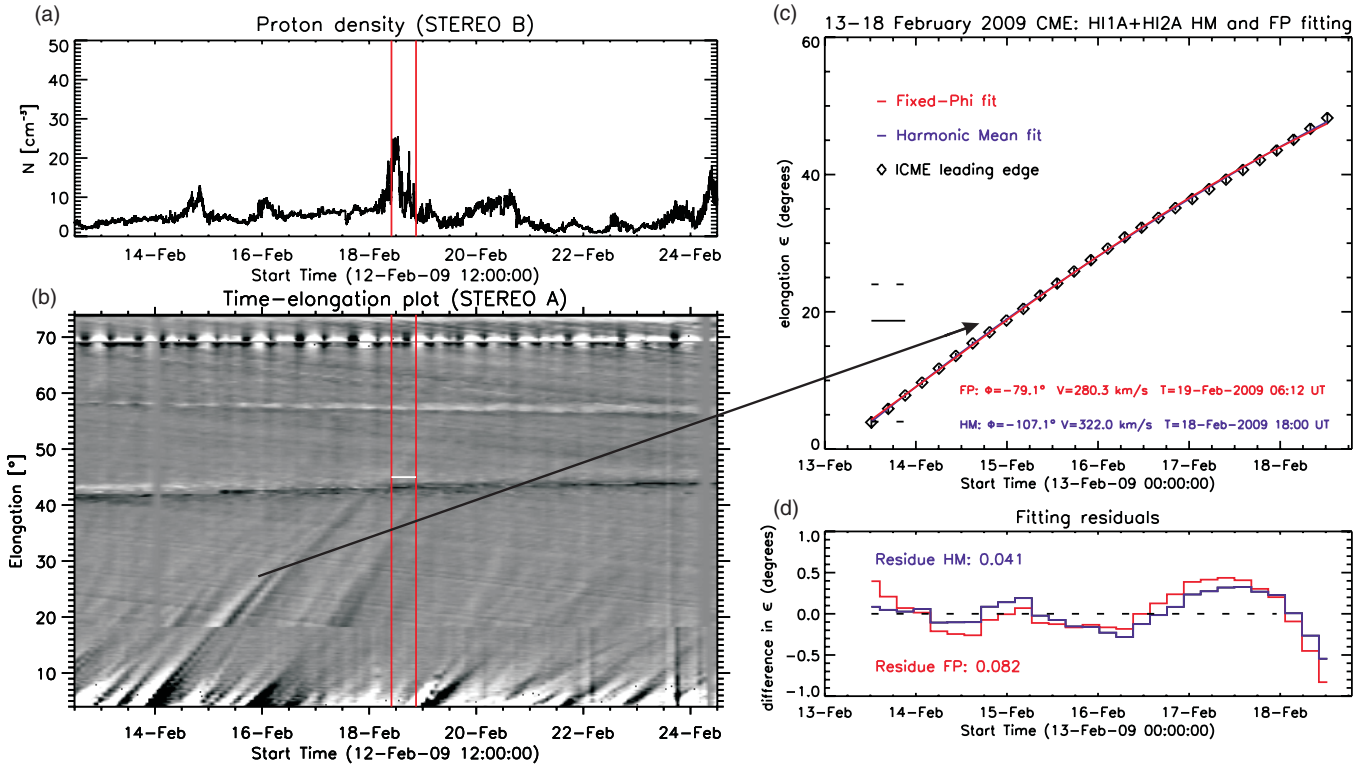 (a)
Proton density (STEREO B)
50
40
30
20
10
0
N [cm⁻³]
14-Feb 16-Feb 18-Feb 20-Feb 22-Feb 24-Feb
Start Time (12-Feb-09 12:00:00)
(b)
Time-elongation plot (STEREO A)
70
60
50
40
30
20
10
Elongation [°]
14-Feb 16-Feb 18-Feb 20-Feb 22-Feb 24-Feb
Start Time (12-Feb-09 12:00:00)
(c)
13-18 February 2009 CME: HI1A+HI2A HM and FP fitting
60
40
20
0
elongation ϵ (degrees)
Fixed-Phi fit
Harmonic Mean fit
ICME leading edge
FP: Φ=-79.1° V=280.3 km/s T=19-Feb-2009 06:12 UT
HM: Φ=-107.1° V=322.0 km/s T=18-Feb-2009 18:00 UT
13-Feb 14-Feb 15-Feb 16-Feb 17-Feb 18-Feb
Start Time (13-Feb-09 00:00:00)
(d)
Fitting residuals
1.0
0.5
0.0
-0.5
-1.0
difference in ϵ (degrees)
Residue HM: 0.041
Residue FP: 0.082
13-Feb 14-Feb 15-Feb 16-Feb 17-Feb 18-Feb
Start Time (13-Feb-09 00:00:00)